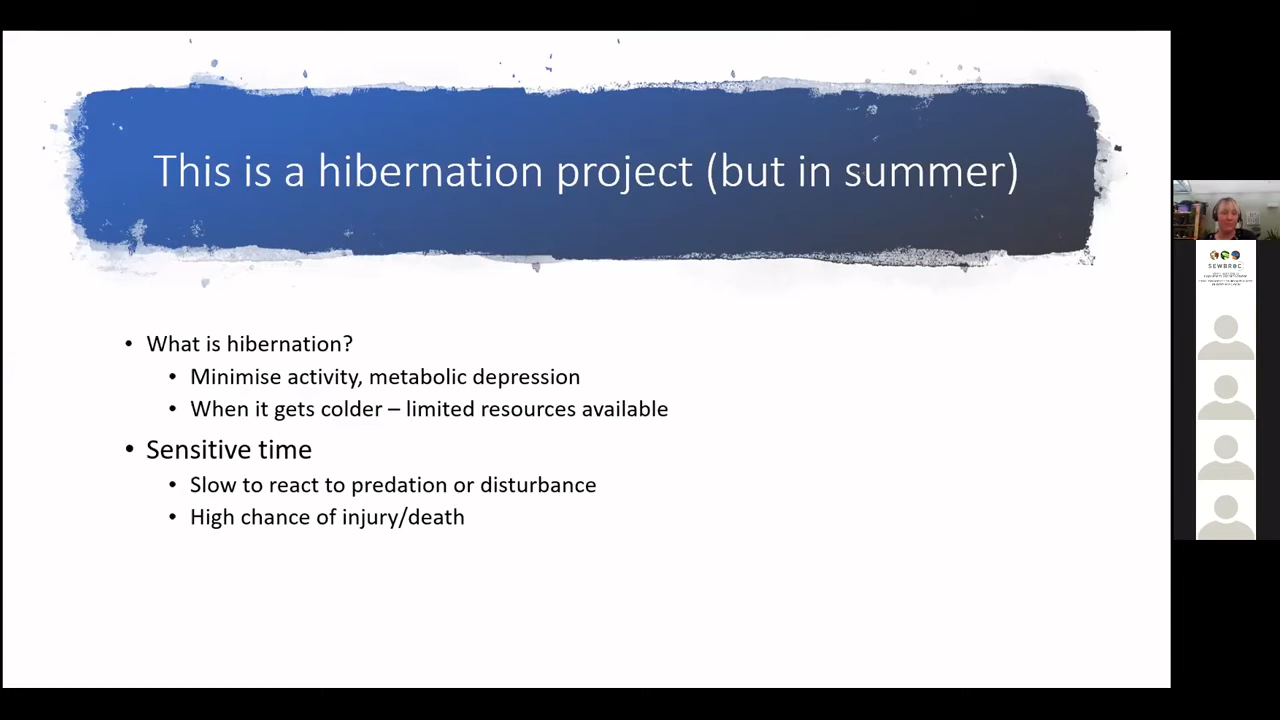 This is a hibernation project (but in summer)
• What is hibernation?
• Minimise activity, metabolic depression
• When it gets colder – limited resources available
• Sensitive time
• Slow to react to predation or disturbance
• High chance of injury/death
SEWBReC